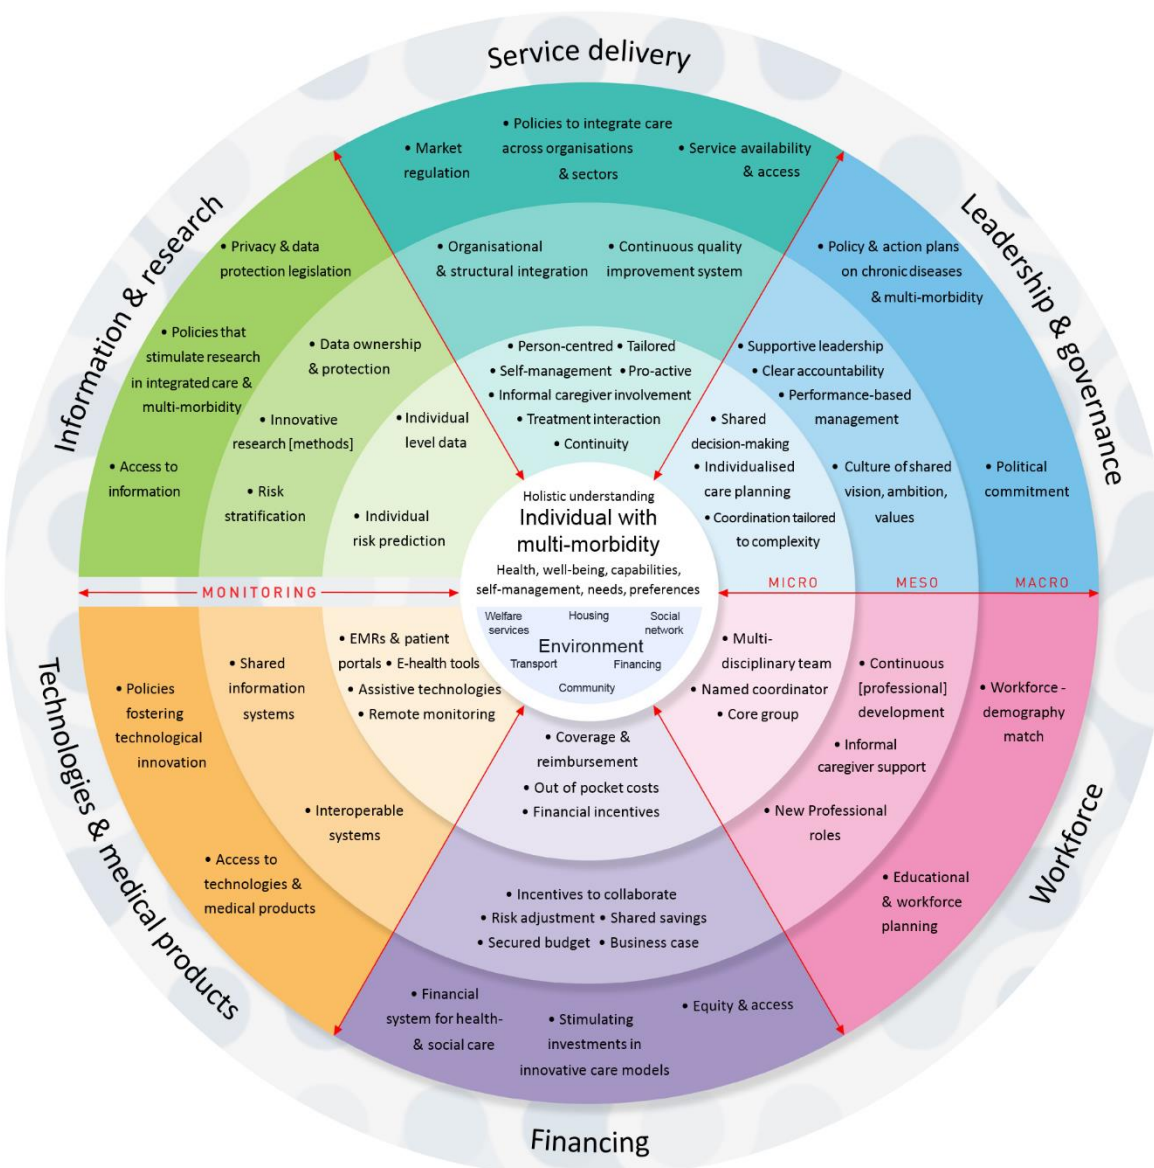 Service delivery
• Policies to integrate care
across organisations
& sectors
• Market
regulation
• Service availability
& access
• Organisational
& structural integration
• Continuous quality
improvement system
• Person-centred • Tailored
• Self-management • Pro-active
• Informal caregiver involvement
• Treatment interaction
• Continuity
Leadership & governance
• Policy & action plans
on chronic diseases
& multi-morbidity
• Political
commitment
• Supportive leadership
• Clear accountability
• Performance-based
management
• Culture of shared
vision, ambition,
values
• Shared
decision-making
• Individualised
care planning
• Coordination tailored
to complexity
Information & research
• Privacy & data
protection legislation
• Policies that
stimulate research
in integrated care &
multi-morbidity
• Access to
information
• Data ownership
& protection
• Innovative
research [methods]
• Risk
stratification
• Individual
level data
• Individual
risk prediction
Holistic understanding
Individual with
multi-morbidity
Health, well-being, capabilities,
self-management, needs, preferences
Welfare
services
Housing
Social
network
Environment
Transport
Financing
Community
MONITORING
MICRO
MESO
MACRO
Technologies & medical products
• EMRs & patient
portals • E-health tools
• Assistive technologies
• Remote monitoring
• Shared
information
systems
• Interoperable
systems
• Policies
fostering
technological
innovation
• Access to
technologies &
medical products
Workforce
• Multi-
disciplinary team
• Named coordinator
• Core group
• Continuous
[professional]
development
• Informal
caregiver support
• New Professional
roles
• Workforce -
demography
match
• Educational
& workforce
planning
• Coverage &
reimbursement
• Out of pocket costs
• Financial incentives
• Incentives to collaborate
• Risk adjustment • Shared savings
• Secured budget • Business case
• Financial
system for health-
& social care
• Stimulating
investments in
innovative care models
• Equity & access
Financing